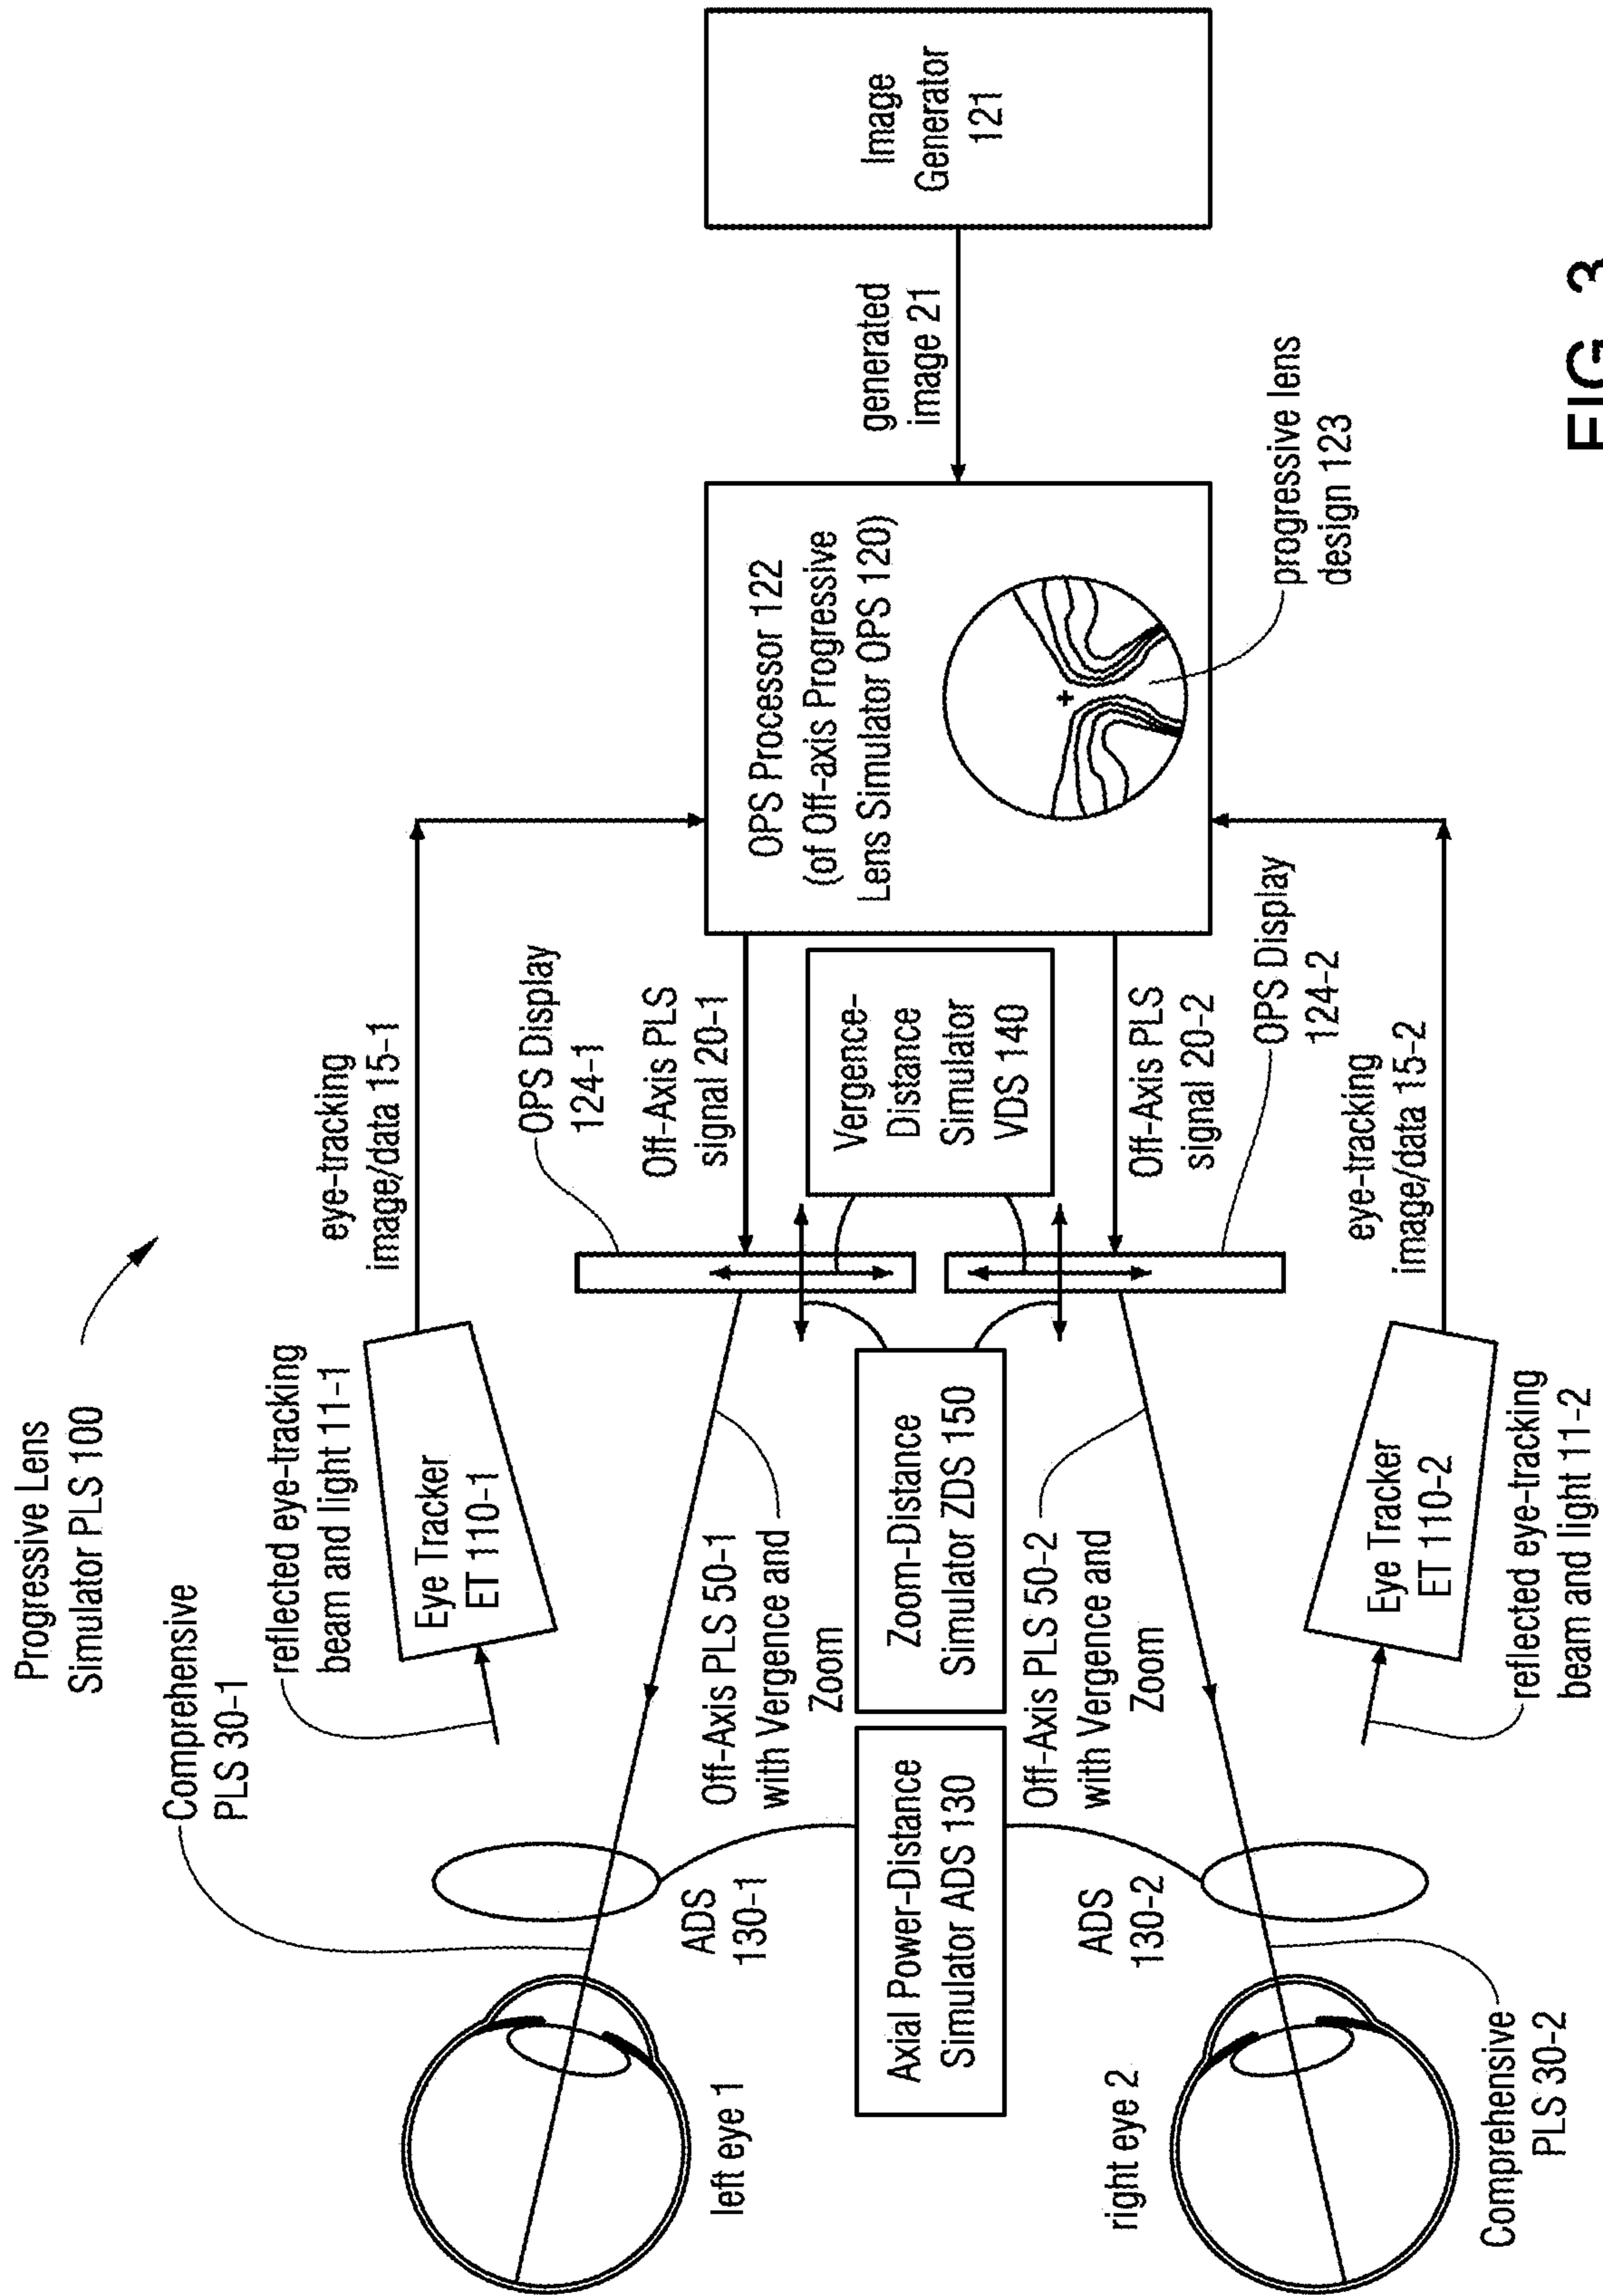 Progressive Lens
Simulator PLS 100
Comprehensive
PLS 30-1
reflected eye-tracking
beam and light 11-1
Eye Tracker
ET 110-1
eye-tracking
image/data 15-1
left eye 1
ADS
130-1
Off-Axis PLS 50-1
with Vergence and
Zoom
OPS Display
124-1
Off-Axis PLS
signal 20-1
Axial Power-Distance
Simulator ADS 130
Zoom-Distance
Simulator ZDS 150
Vergence-
Distance
Simulator
VDS 140
OPS Processor 122
(of Off-axis Progressive
Lens Simulator OPS 120)
generated
image 21
Image
Generator
121
right eye 2
ADS
130-2
Off-Axis PLS 50-2
with Vergence and
Zoom
Off-Axis PLS
signal 20-2
OPS Display
124-2
progressive lens
design 123
Eye Tracker
ET 110-2
eye-tracking
image/data 15-2
Comprehensive
PLS 30-2
reflected eye-tracking
beam and light 11-2
FIG. 3